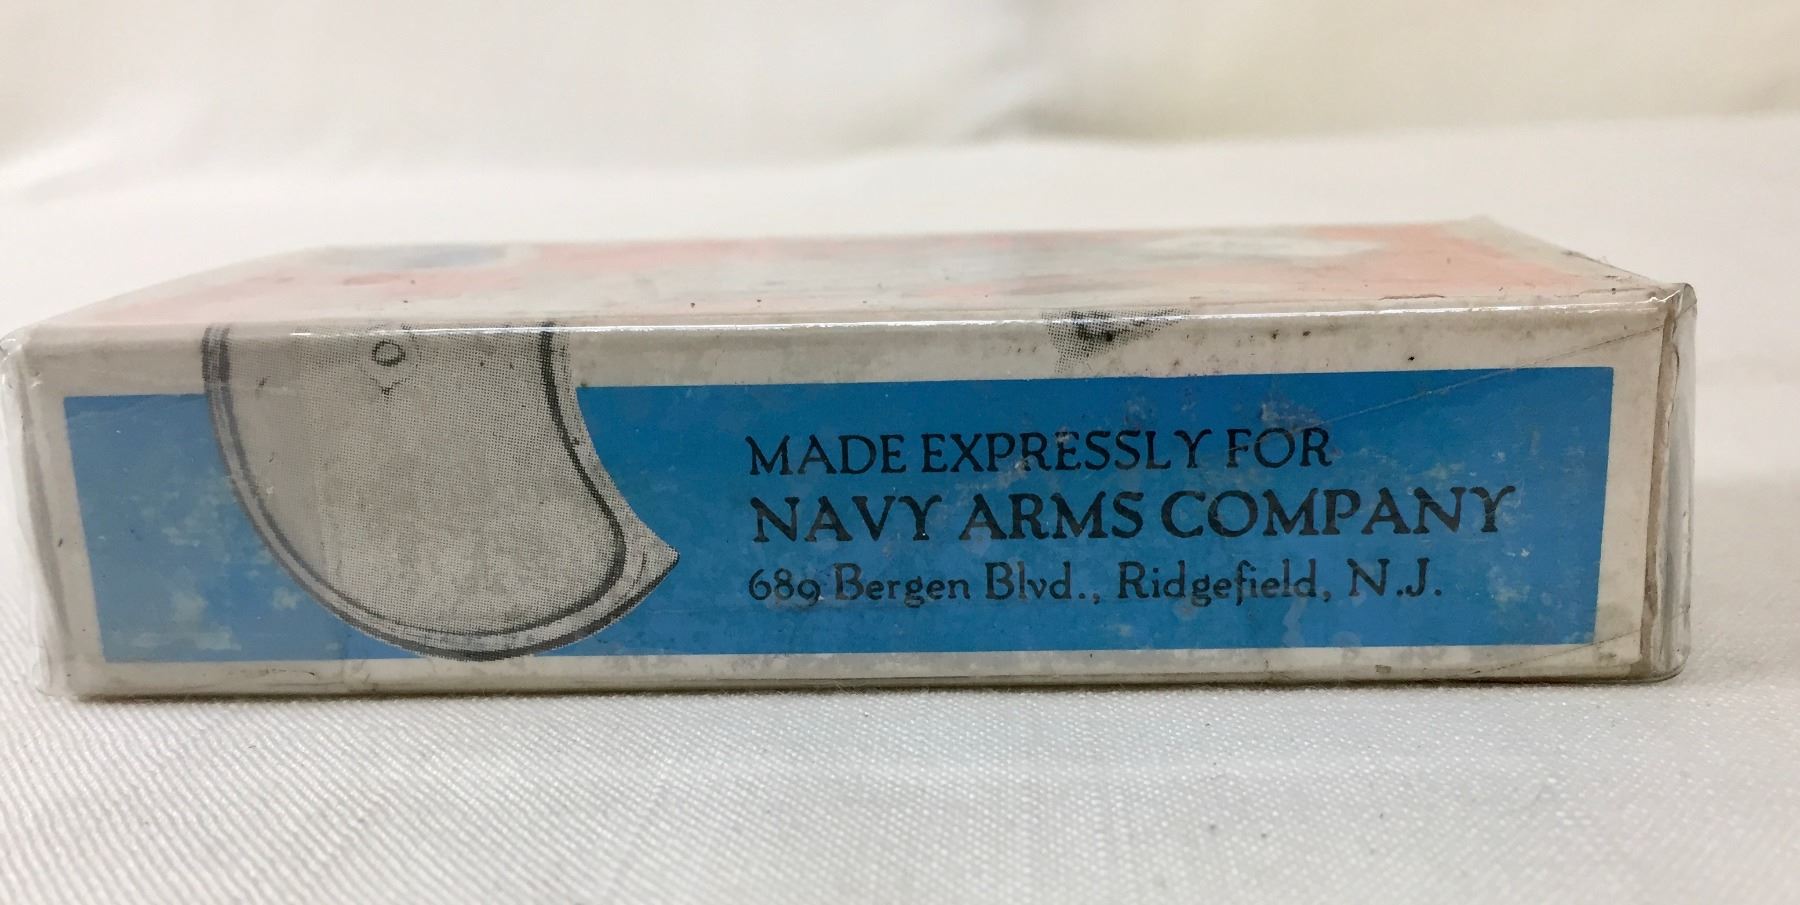 MADE EXPRESSLY FOR
NAVY ARMS COMPANY
689 Bergen Blvd., Ridgefield, N.J.